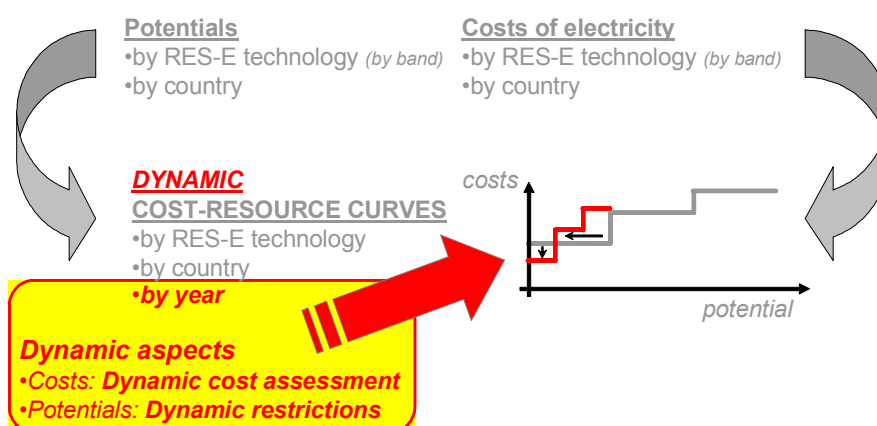 Potentials
•by RES-E technology (by band)
•by country
Costs of electricity
•by RES-E technology (by band)
•by country
DYNAMIC
COST-RESOURCE CURVES
•by RES-E technology
•by country
•by year
costs
potential
Dynamic aspects
•Costs: Dynamic cost assessment
•Potentials: Dynamic restrictions